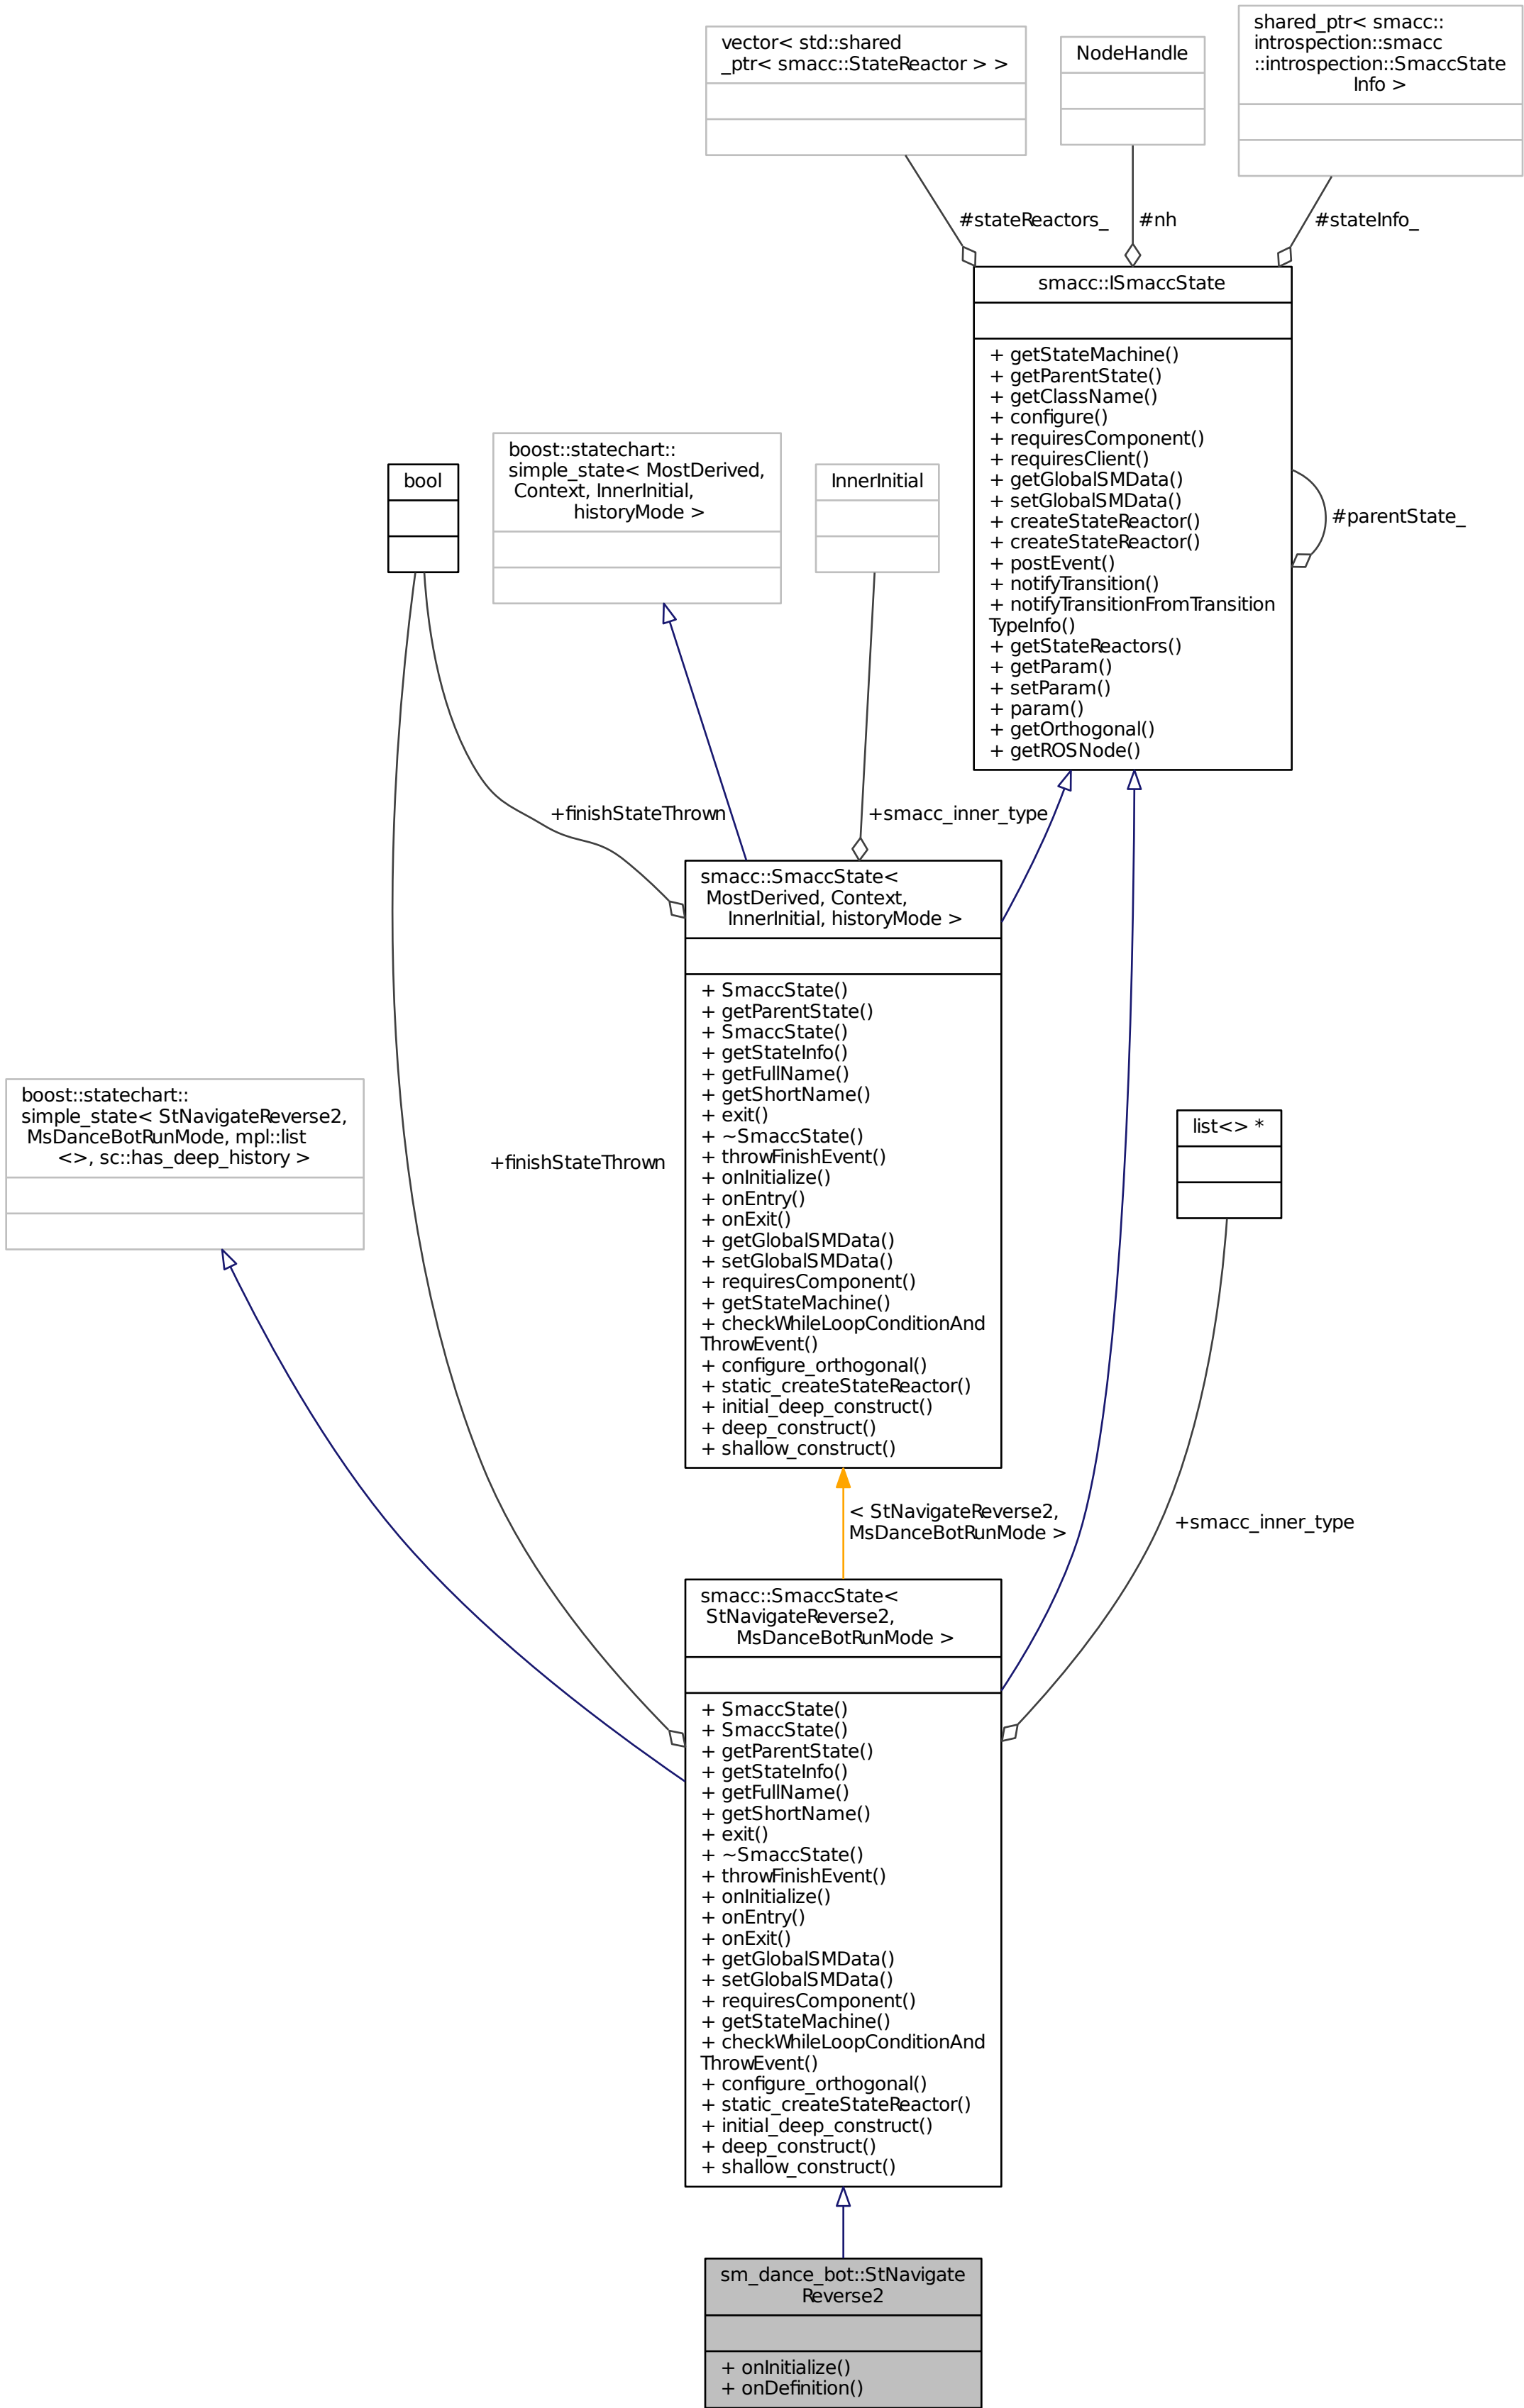 vector< std::shared
_ptr< smacc::StateReactor > >
NodeHandle
shared_ptr< smacc::
introspection::smacc
::introspection::SmaccState
Info >
#stateReactors_
#nh
#stateInfo_
smacc::ISmaccState
+ getStateMachine()
+ getParentState()
+ getClassName()
+ configure()
+ requiresComponent()
+ requiresClient()
+ getGlobalSMData()
+ setGlobalSMData()
+ createStateReactor()
+ createStateReactor()
+ postEvent()
+ notifyTransition()
+ notifyTransitionFromTransition
TypeInfo()
+ getStateReactors()
+ getParam()
+ setParam()
+ param()
+ getOrthogonal()
+ getROSNode()
#parentState_
bool
boost::statechart::
simple_state< MostDerived,
Context, InnerInitial,
historyMode >
InnerInitial
+finishStateThrown
+smacc_inner_type
smacc::SmaccState<
MostDerived, Context,
InnerInitial, historyMode >
+ SmaccState()
+ getParentState()
+ SmaccState()
+ getStateInfo()
+ getFullName()
+ getShortName()
+ exit()
+ ~SmaccState()
+ throwFinishEvent()
+ onInitialize()
+ onEntry()
+ onExit()
+ getGlobalSMData()
+ setGlobalSMData()
+ requiresComponent()
+ getStateMachine()
+ checkWhileLoopConditionAnd
ThrowEvent()
+ configure_orthogonal()
+ static_createStateReactor()
+ initial_deep_construct()
+ deep_construct()
+ shallow_construct()
boost::statechart::
simple_state< StNavigateReverse2,
MsDanceBotRunMode, mpl::list
<>, sc::has_deep_history >
+finishStateThrown
list<> *
< StNavigateReverse2,
MsDanceBotRunMode >
+smacc_inner_type
smacc::SmaccState<
StNavigateReverse2,
MsDanceBotRunMode >
+ SmaccState()
+ SmaccState()
+ getParentState()
+ getStateInfo()
+ getFullName()
+ getShortName()
+ exit()
+ ~SmaccState()
+ throwFinishEvent()
+ onInitialize()
+ onEntry()
+ onExit()
+ getGlobalSMData()
+ setGlobalSMData()
+ requiresComponent()
+ getStateMachine()
+ checkWhileLoopConditionAnd
ThrowEvent()
+ configure_orthogonal()
+ static_createStateReactor()
+ initial_deep_construct()
+ deep_construct()
+ shallow_construct()
sm_dance_bot::StNavigate
Reverse2
+ onInitialize()
+ onDefinition()